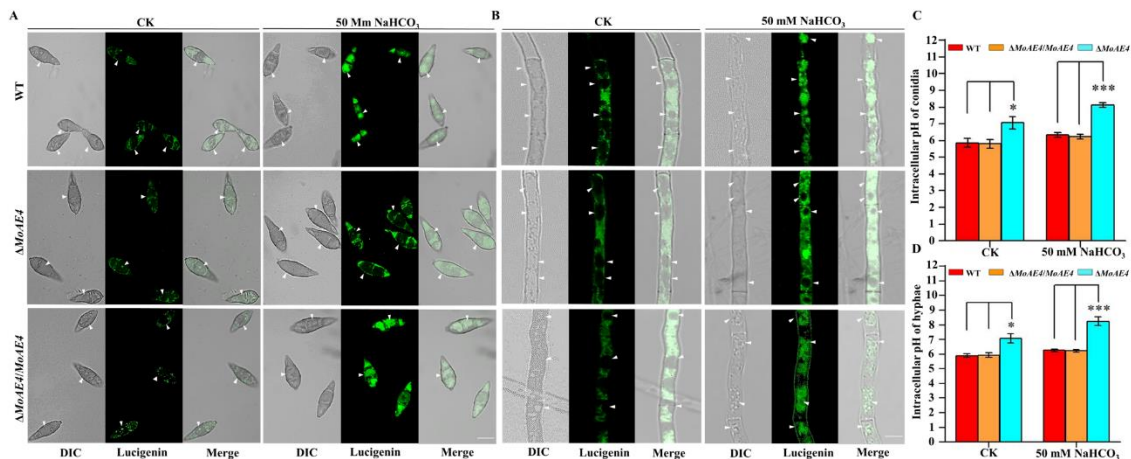 A
CK
50 Mm NaHCO₃
WT
ΔMoAE4
ΔMoAE4/MoAE4
DIC
Lucigenin
Merge
DIC
Lucigenin
Merge
B
CK
50 mM NaHCO₃
DIC
Lucigenin
Merge
DIC
Lucigenin
Merge
C
WT ΔMoAE4/MoAE4 ΔMoAE4
Intracellular pH of conidia
12
11
10
9
8
7
6
5
4
3
2
1
0
*
***
CK
50 mM NaHCO₃
D
WT ΔMoAE4/MoAE4 ΔMoAE4
Intracellular pH of hyphae
12
11
10
9
8
7
6
5
4
3
2
1
0
*
***
CK
50 mM NaHCO₃